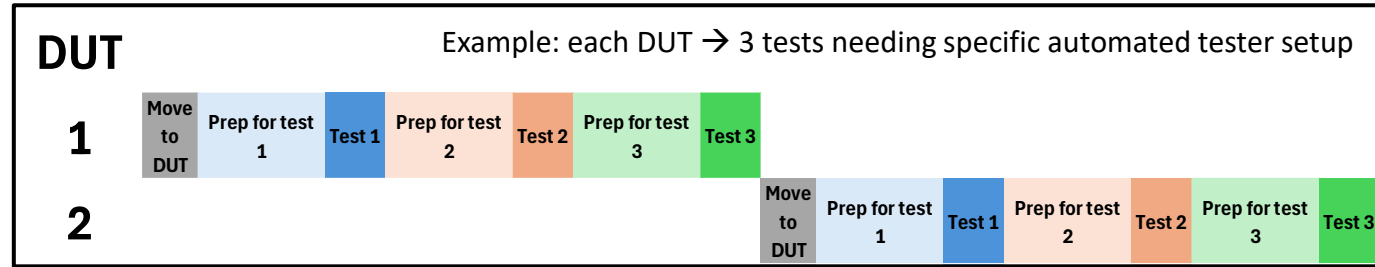 DUT
Example: each DUT → 3 tests needing specific automated tester setup
1
Move
to
DUT
Prep for test
1
Test 1
Prep for test
2
Test 2
Prep for test
3
Test 3
2
Move
to
DUT
Prep for test
1
Test 1
Prep for test
2
Test 2
Prep for test
3
Test 3